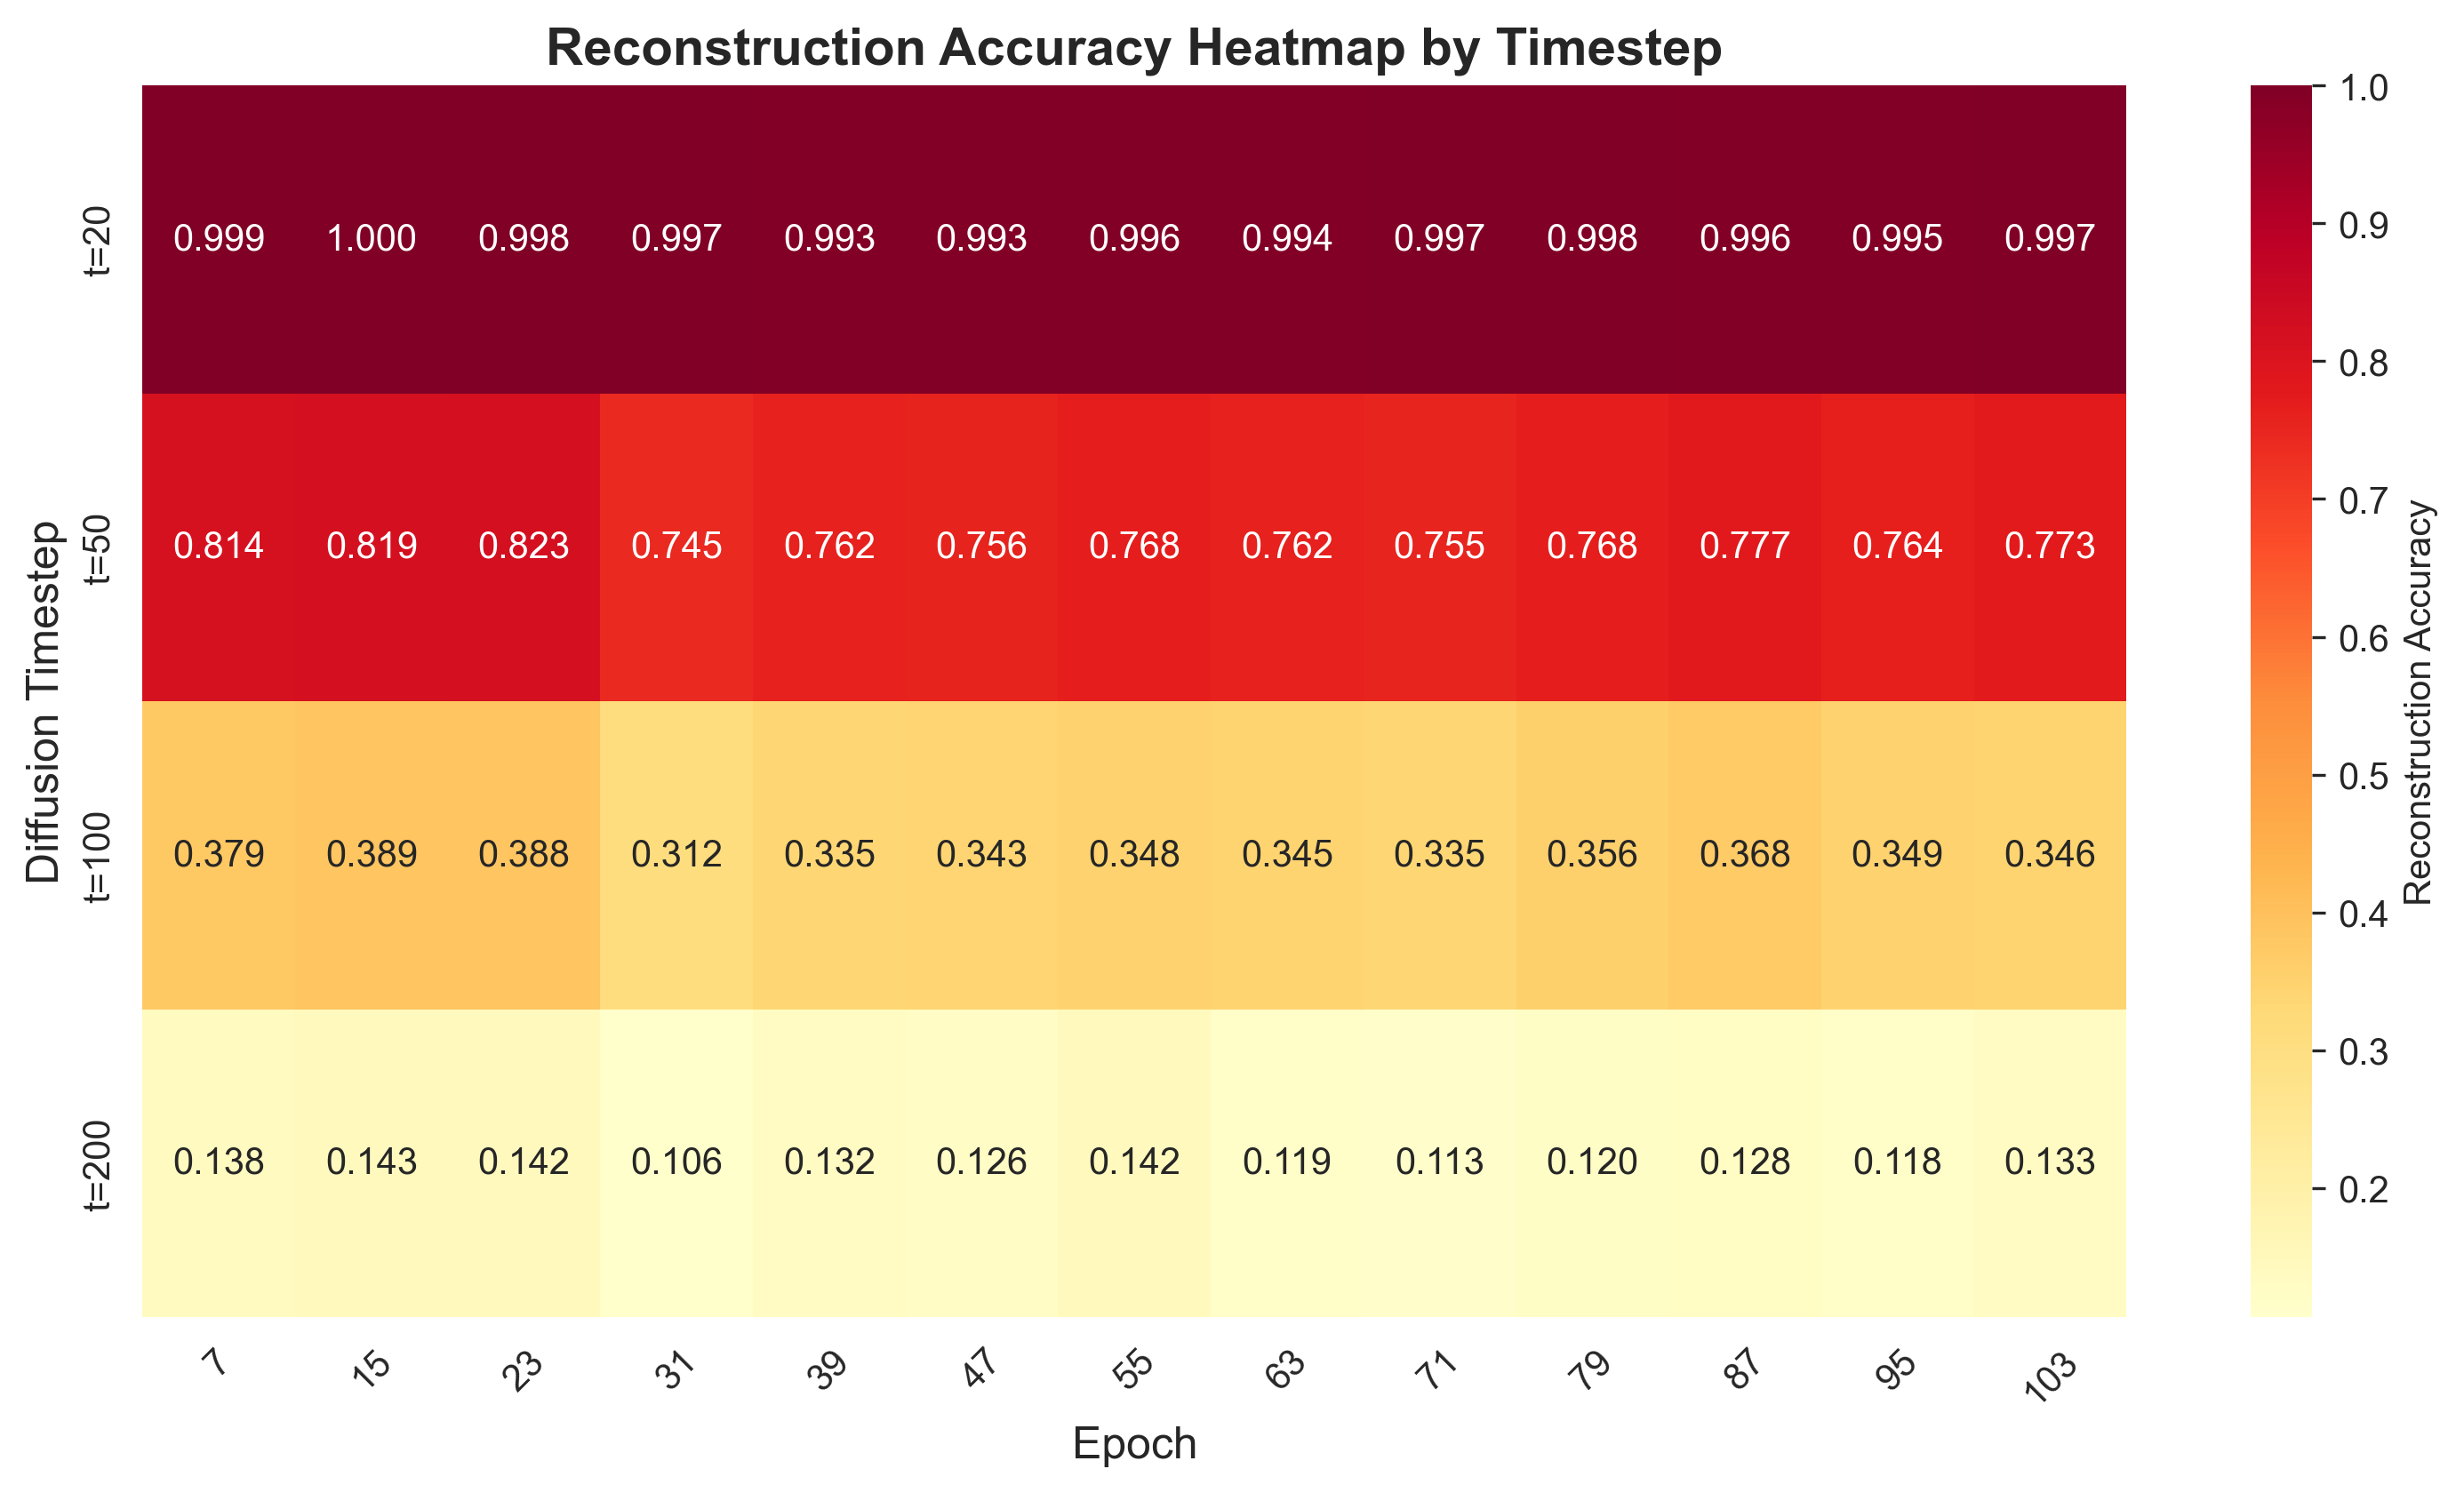 Reconstruction Accuracy Heatmap by Timestep
Diffusion Timestep
t=20
0.999 1.000 0.998 0.997 0.993 0.993 0.996 0.994 0.997 0.998 0.996 0.995 0.997
t=50
0.814 0.819 0.823 0.745 0.762 0.756 0.768 0.762 0.755 0.768 0.777 0.764 0.773
t=100
0.379 0.389 0.388 0.312 0.335 0.343 0.348 0.345 0.335 0.356 0.368 0.349 0.346
t=200
0.138 0.143 0.142 0.106 0.132 0.126 0.142 0.119 0.113 0.120 0.128 0.118 0.133
7 15 23 31 39 47 55 63 71 79 87 95 103
Epoch
1.0
0.9
0.8
0.7
0.6
0.5
0.4
0.3
0.2
Reconstruction Accuracy